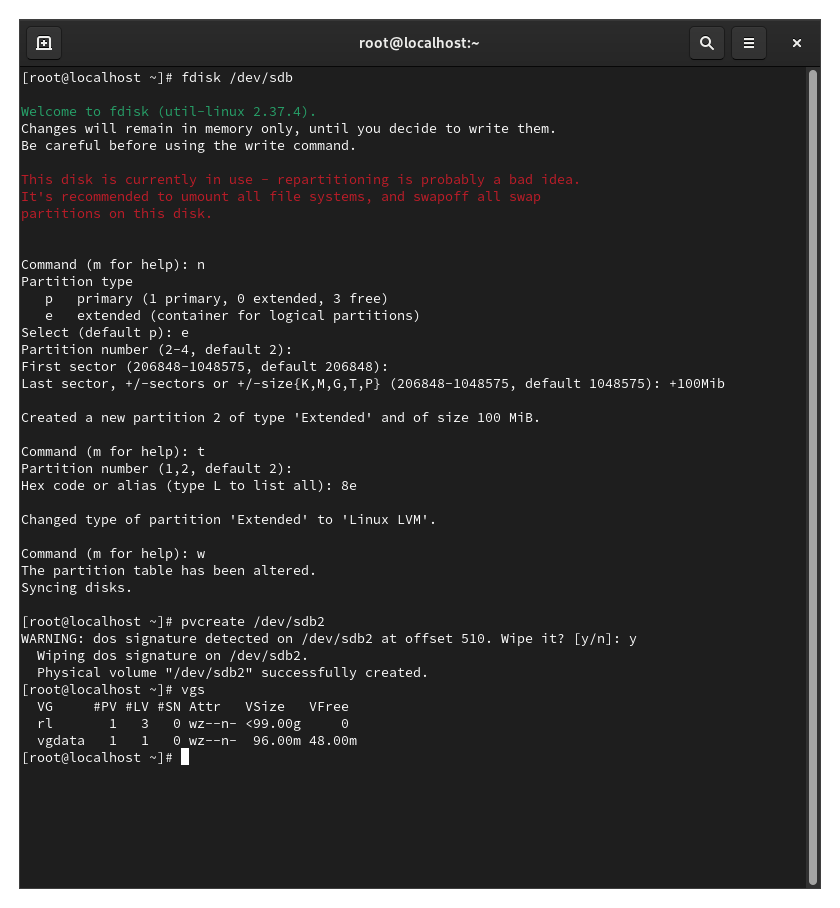 root@localhost:~
[root@localhost ~]# fdisk /dev/sdb
Welcome to fdisk (util-linux 2.37.4).
Changes will remain in memory only, until you decide to write them.
Be careful before using the write command.
This disk is currently in use - repartitioning is probably a bad idea.
It's recommended to umount all file systems, and swapoff all swap
partitions on this disk.
Command (m for help): n
Partition type
   p   primary (1 primary, 0 extended, 3 free)
   e   extended (container for logical partitions)
Select (default p): e
Partition number (2-4, default 2):
First sector (206848-1048575, default 206848):
Last sector, +/-sectors or +/-size{K,M,G,T,P} (206848-1048575, default 1048575): +100Mib
Created a new partition 2 of type 'Extended' and of size 100 MiB.
Command (m for help): t
Partition number (1,2, default 2):
Hex code or alias (type L to list all): 8e
Changed type of partition 'Extended' to 'Linux LVM'.
Command (m for help): w
The partition table has been altered.
Syncing disks.
[root@localhost ~]# pvcreate /dev/sdb2
WARNING: dos signature detected on /dev/sdb2 at offset 510. Wipe it? [y/n]: y
  Wiping dos signature on /dev/sdb2.
  Physical volume "/dev/sdb2" successfully created.
[root@localhost ~]# vgs
  VG     #PV #LV #SN Attr   VSize   VFree
  rl       1   3   0 wz--n- <99.00g     0
  vgdata   1   1   0 wz--n-  96.00m 48.00m
[root@localhost ~]#